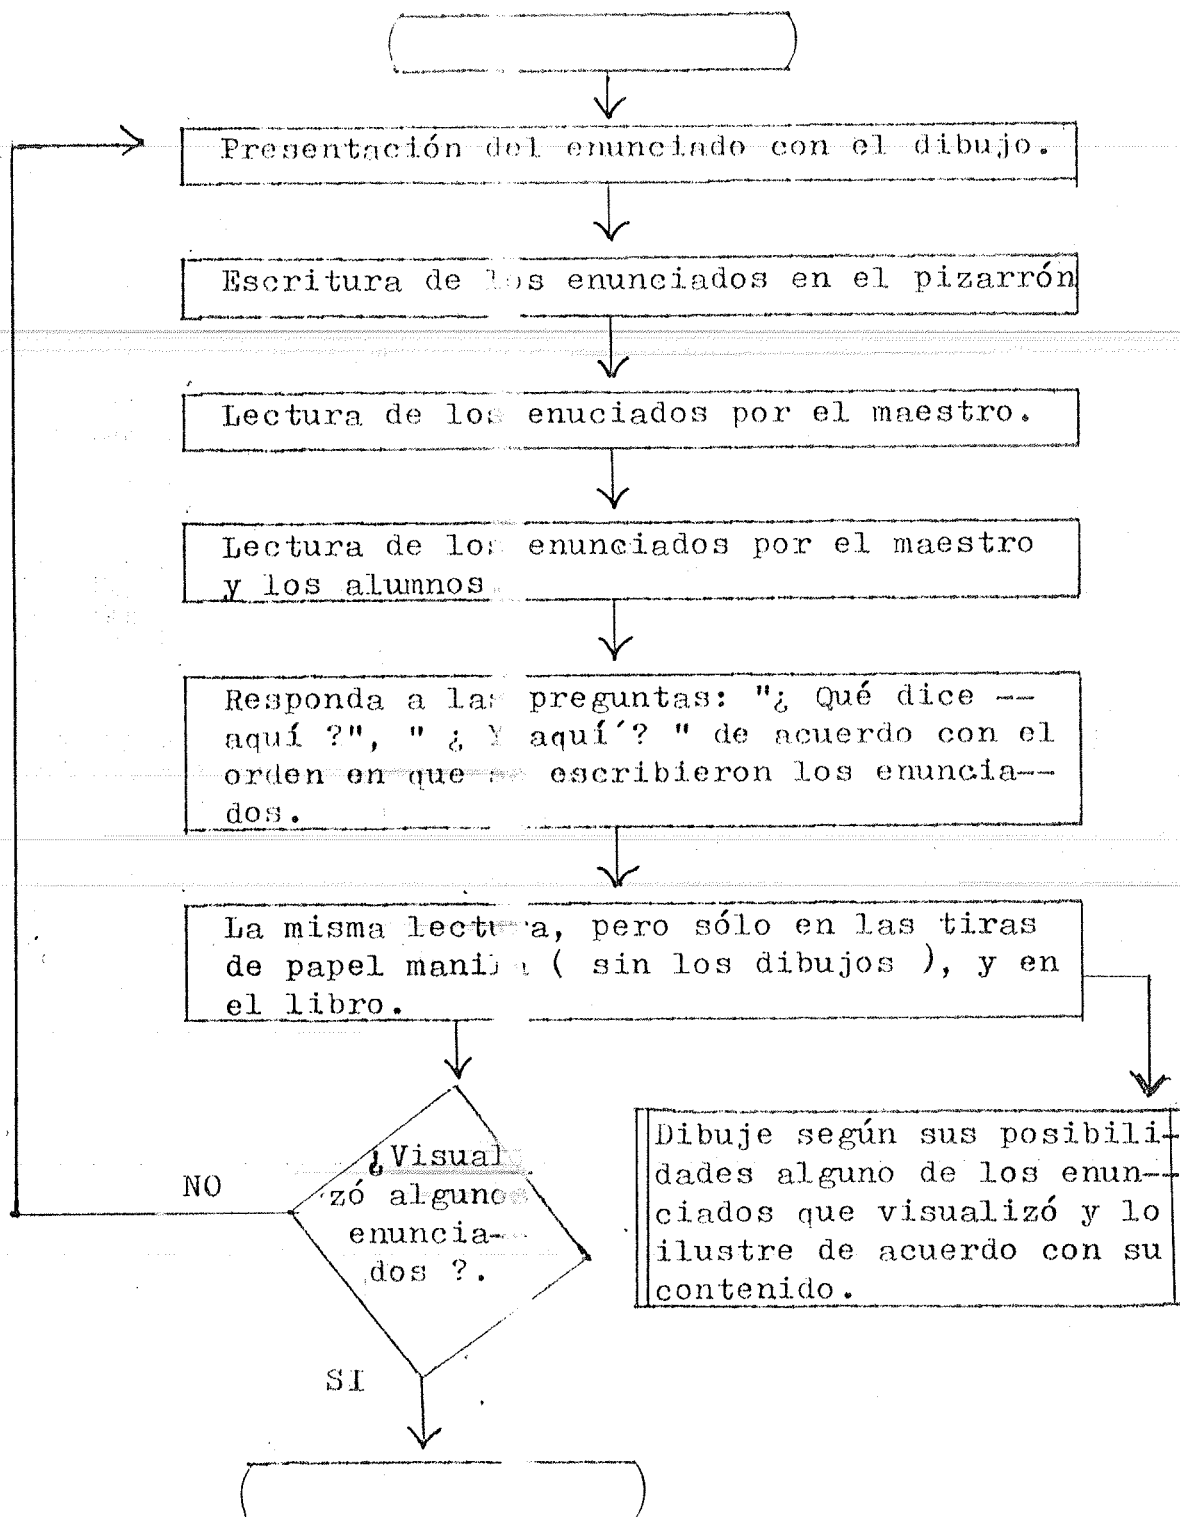 Presentación del enunciado con el dibujo.
Escritura de los enunciados en el pizarrón
Lectura de los enuciados por el maestro.
Lectura de los enunciados por el maestro
y los alumnos.
Responda a las preguntas: "¿ Qué dice --
aquí ?", " ¿ Y aquí´? " de acuerdo con el
orden en que se escribieron los enuncia--
dos.
La misma lectura, pero sólo en las tiras
de papel manila ( sin los dibujos ), y en
el libro.
¿Visuali
zó algunos
enuncia--
dos ?.
NO
SI
Dibuje según sus posibili-
dades alguno de los enun--
ciados que visualizó y lo
ilustre de acuerdo con su
contenido.